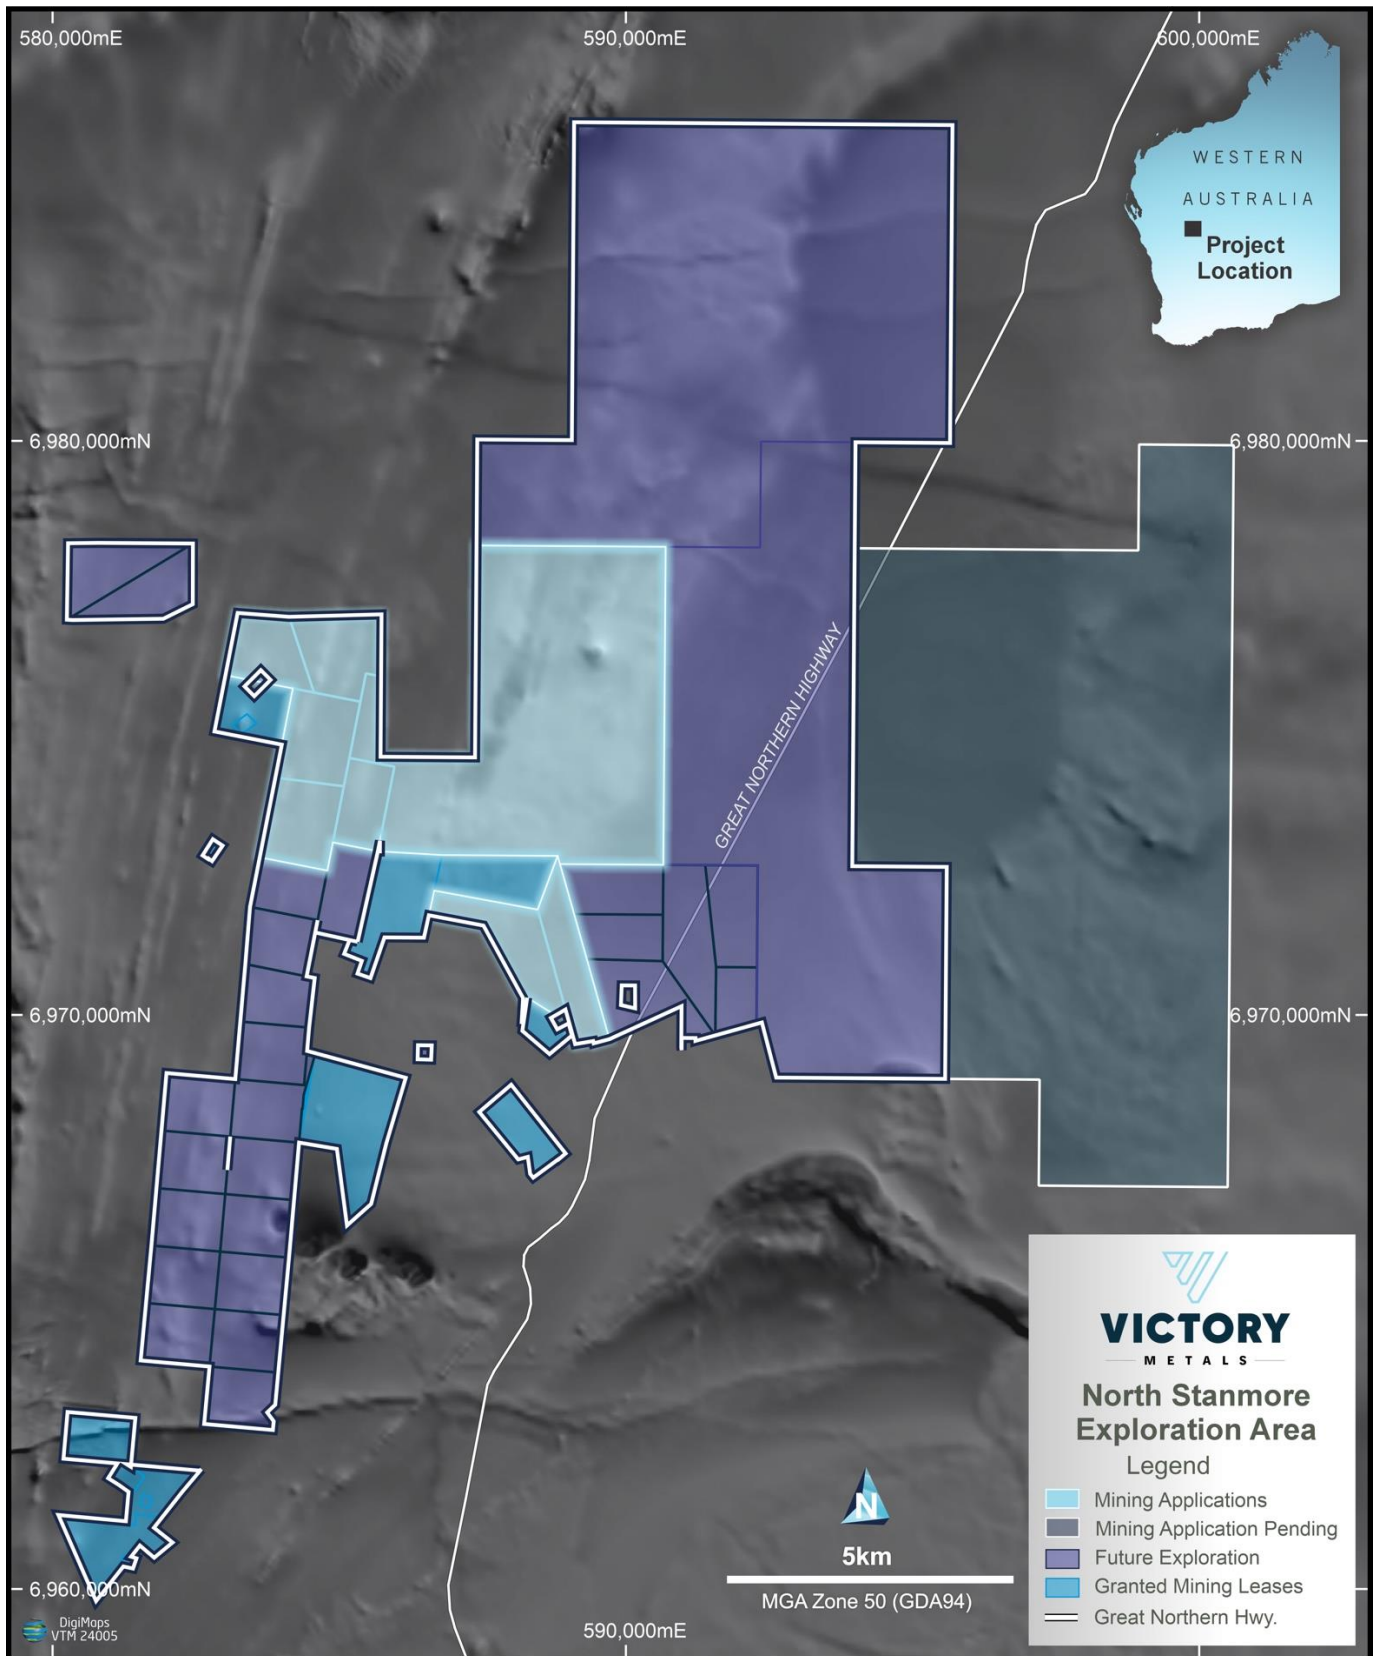 580,000mE
590,000mE
600,000mE
WESTERN
AUSTRALIA
Project
Location
6,980,000mN
6,980,000mN
GREAT NORTHERN HIGHWAY
6,970,000mN
6,970,000mN
VICTORY
METALS
North Stanmore
Exploration Area
Legend
Mining Applications
Mining Application Pending
Future Exploration
Granted Mining Leases
Great Northern Hwy.
N
5km
MGA Zone 50 (GDA94)
6,960,000mN
DigiMaps
VTM 24005
590,000mE